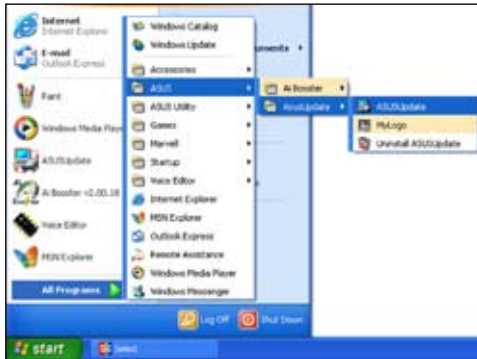 Internet
Internet Explorer
E-mail
Outlook Express
Paint
Windows Media Play
ASUSUpdate
Ai Booster v2.00.18
Voice Editor
MSN Explorer
All Programs
Windows Catalog
Windows Update
Accessories
ASUS
ASUS Utility
Games
Marvell
Startup
Voice Editor
Internet Explorer
MSN Explorer
Outlook Express
Remote Assistance
Windows Media Player
Windows Messenger
uments
Ai Booster
AsusUpdate
ASUSUpdate
MyLogo
Uninstall ASUSUpdate
Log Off
Shut Down
start